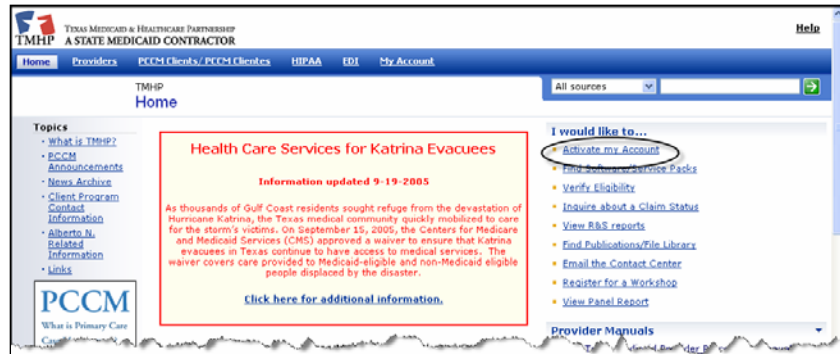 TEXAS MEDICAID & HEALTHCARE PARTNERSHIP
TMHP A STATE MEDICAID CONTRACTOR
Help
Home Providers PCCM Clients/ PCCM Clientes HIPAA EDI My Account
TMHP
Home
All sources
Topics
What is TMHP?
PCCM
Announcements
News Archive
Client Program
Contact
Information
Alberto N.
Related
Information
Links
PCCM
What is Primary Care
Health Care Services for Katrina Evacuees
Information updated 9-19-2005
As thousands of Gulf Coast residents sought refuge from the devastation of
Hurricane Katrina, the Texas medical community quickly mobilized to care
for the storm's victims. On September 15, 2005, the Centers for Medicare
and Medicaid Services (CMS) approved a waiver to ensure that Katrina
evacuees in Texas continue to have access to medical services. The
waiver covers care provided to Medicaid-eligible and non-Medicaid eligible
people displaced by the disaster.
Click here for additional information.
I would like to...
Activate my Account
Find Software/Service Packs
Verify Eligibility
Inquire about a Claim Status
View R&S reports
Find Publications/File Library
Email the Contact Center
Register for a Workshop
View Panel Report
Provider Manuals